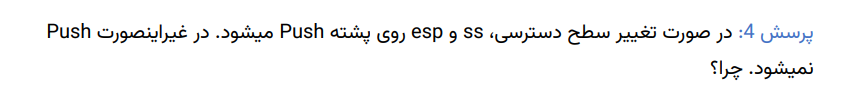 پرسش 4: در صورت تغییر سطح دسترسی، ss و esp روی پشته Push میشود. در غیراینصورت Push
نمیشود. چرا؟